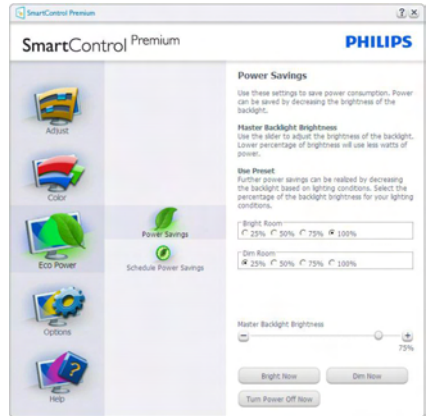 SmartControl Premium
? ×
SmartControl Premium
PHILIPS
Adjust
Color
Eco Power
Options
Help
Power Savings
Schedule Power Savings
Power Savings
Use these settings to save power consumption. Power
can be saved by decreasing the brightness of the
backlight.
Master Backlight Brightness
Use the slider to adjust the brightness of the backlight.
Lower percentage of brightness will use less watts of
power.
Use Preset
Further power savings can be realized by decreasing
the backlight based on lighting conditions. Select the
percentage of the backlight brightness for your lighting
conditions.
Bright Room
25% 50% 75% 100%
Dim Room
25% 50% 75% 100%
Master Backlight Brightness
75%
Bright Now
Dim Now
Turn Power Off Now